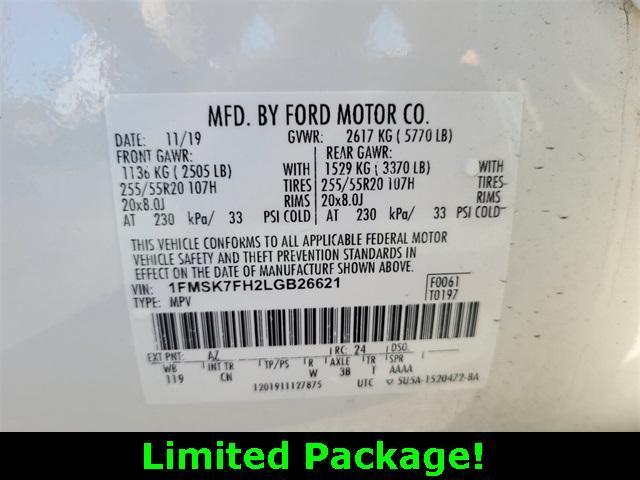 MFD. BY FORD MOTOR CO.
DATE: 11/19 GVWR: 2617 KG ( 5770 LB)
FRONT GAWR: REAR GAWR:
1136 KG ( 2505 LB) WITH 1529 KG ( 3370 LB) WITH
255/55R20 107H TIRES 255/55R20 107H TIRES
20x8.0J RIMS 20x8.0J RIMS
AT 230 kPa/ 33 PSI COLD AT 230 kPa/ 33 PSI COLD
THIS VEHICLE CONFORMS TO ALL APPLICABLE FEDERAL MOTOR
VEHICLE SAFETY AND THEFT PREVENTION STANDARDS IN
EFFECT ON THE DATE OF MANUFACTURE SHOWN ABOVE.
VIN: 1FMSK7FH2LGB26621 F0061
TYPE: MPV T0197
EXT PNT: AZ RC: 24 DSO:
WB INT TR TP/PS R AXLE TR SPR
119 CN W 3B T AAAA
1201911127875 UTC 5U5A-1520472-BA
Limited Package!